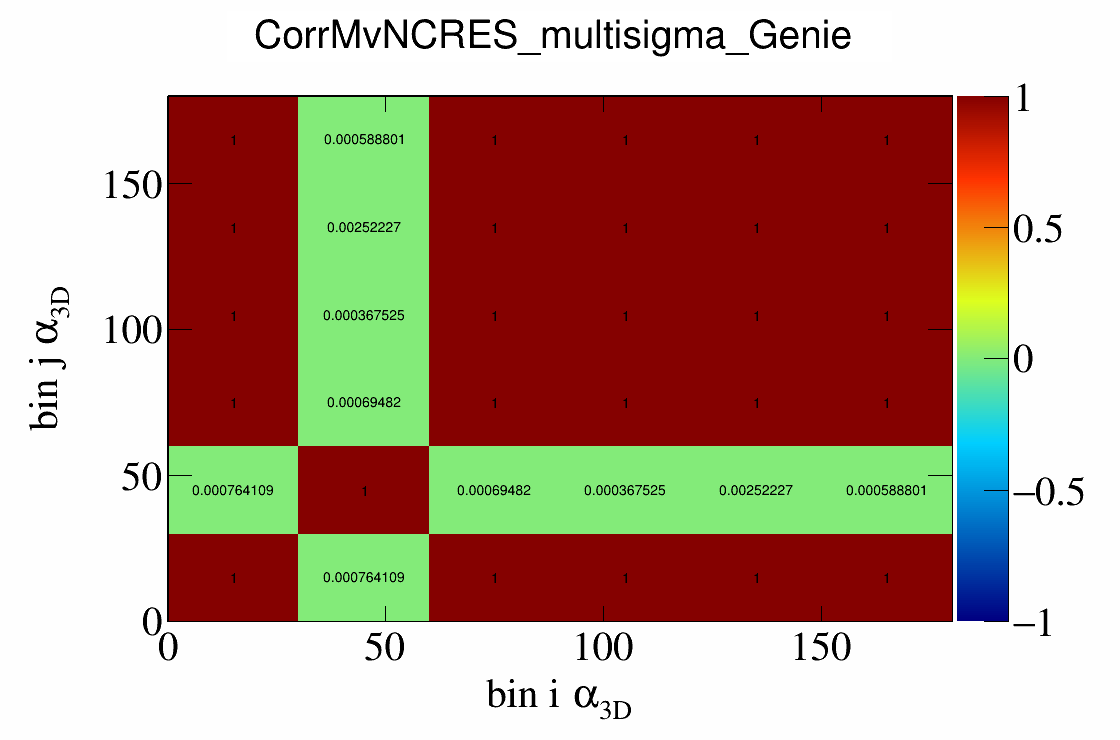 CorrMvNCRES_multisigma_Genie
1 0.000588801 1 1 1 1
1 0.00252227 1 1 1 1
1 0.000367525 1 1 1 1
1 0.00069482 1 1 1 1
0.000764109 1 0.00069482 0.000367525 0.00252227 0.000588801
1 0.000764109 1 1 1 1
150
100
50
0
bin j α3D
0 50 100 150
bin i α3D
1
0.5
0
−0.5
−1